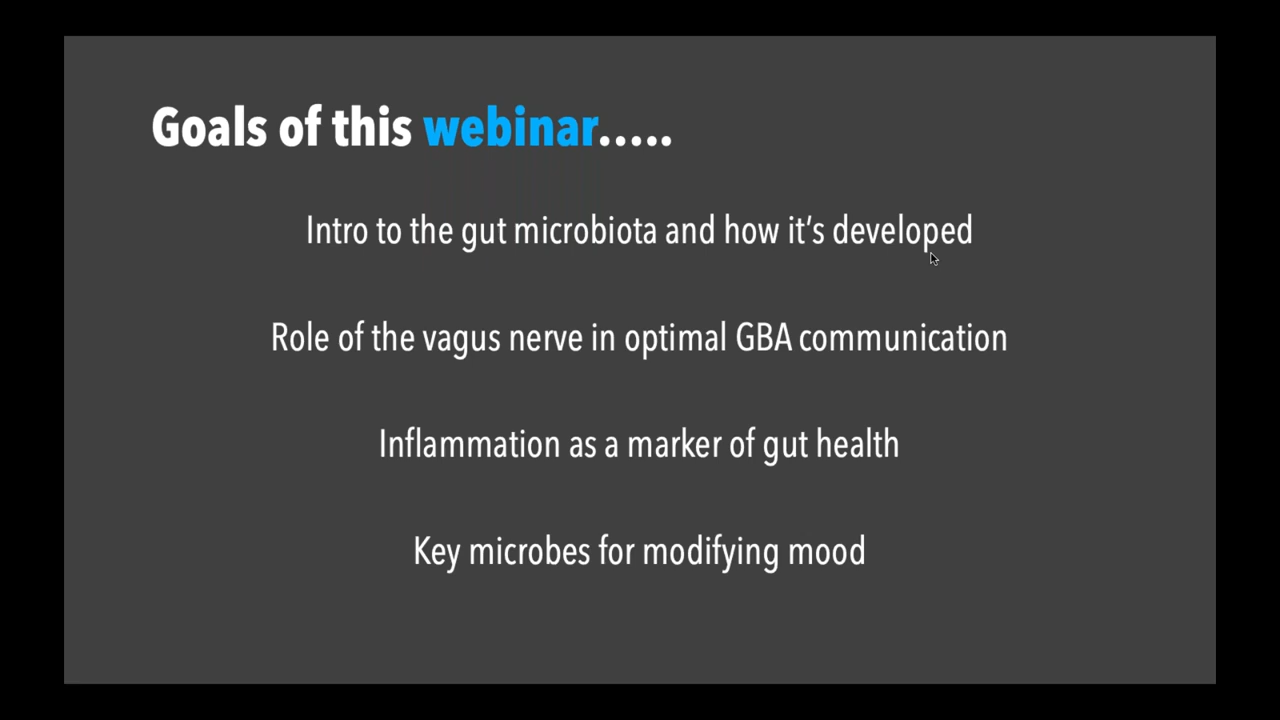 Goals of this webinar.....
Intro to the gut microbiota and how it’s developed
Role of the vagus nerve in optimal GBA communication
Inflammation as a marker of gut health
Key microbes for modifying mood